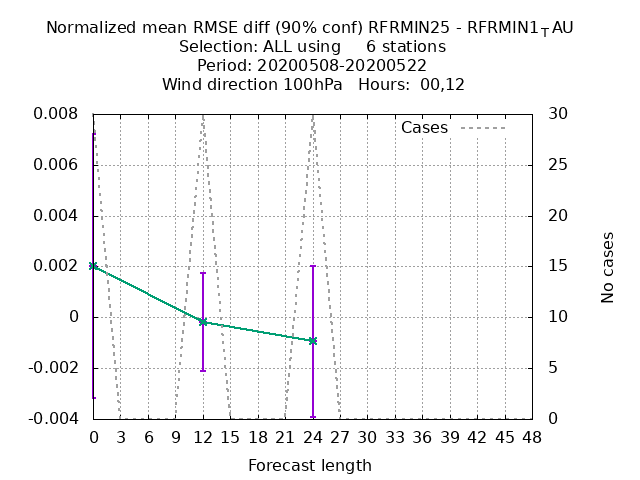 Normalized mean RMSE diff (90% conf) RFRMIN25 - RFRMIN1TAU
Selection: ALL using 6 stations
Period: 20200508-20200522
Wind direction 100hPa Hours: 00,12
Cases
0.008
0.006
0.004
0.002
0
-0.002
-0.004
30
25
20
15
10
5
0
No cases
0 3 6 9 12 15 18 21 24 27 30 33 36 39 42 45 48
Forecast length